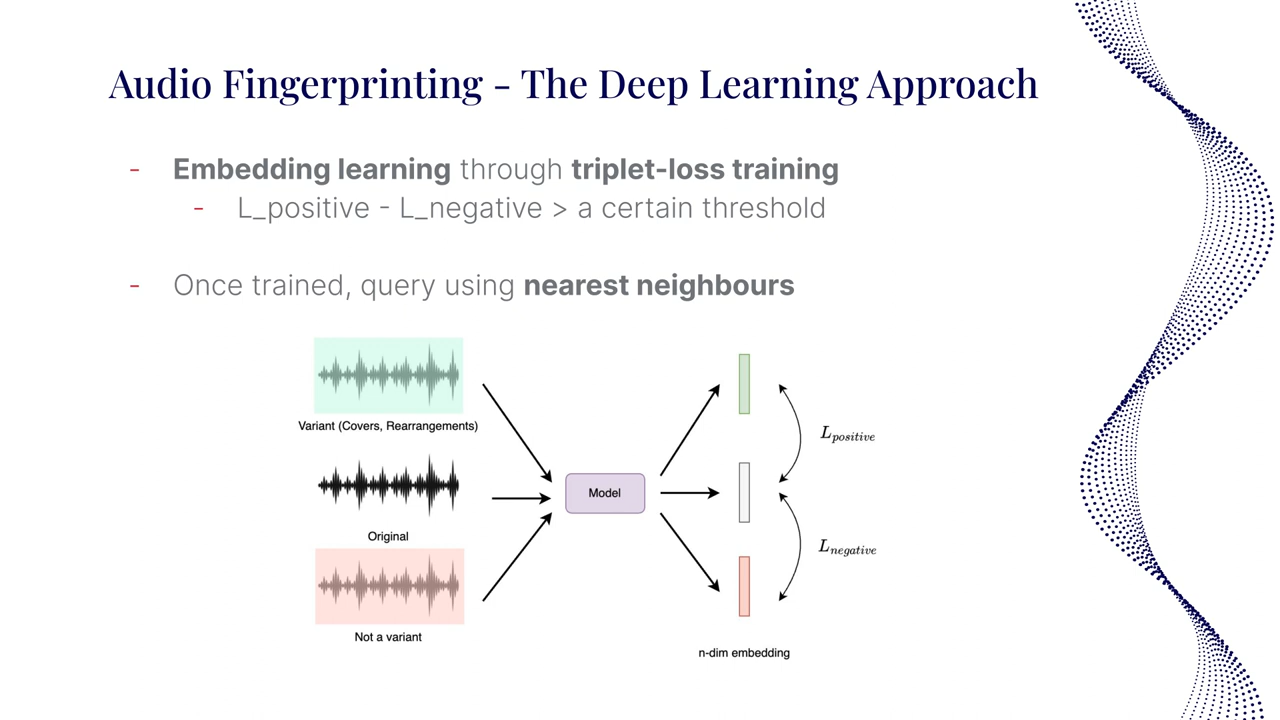 Audio Fingerprinting - The Deep Learning Approach
- Embedding learning through triplet-loss training
- L_positive - L_negative > a certain threshold
- Once trained, query using nearest neighbours
Variant (Covers, Rearrangements)
Original
Not a variant
Model
L_positive
L_negative
n-dim embedding